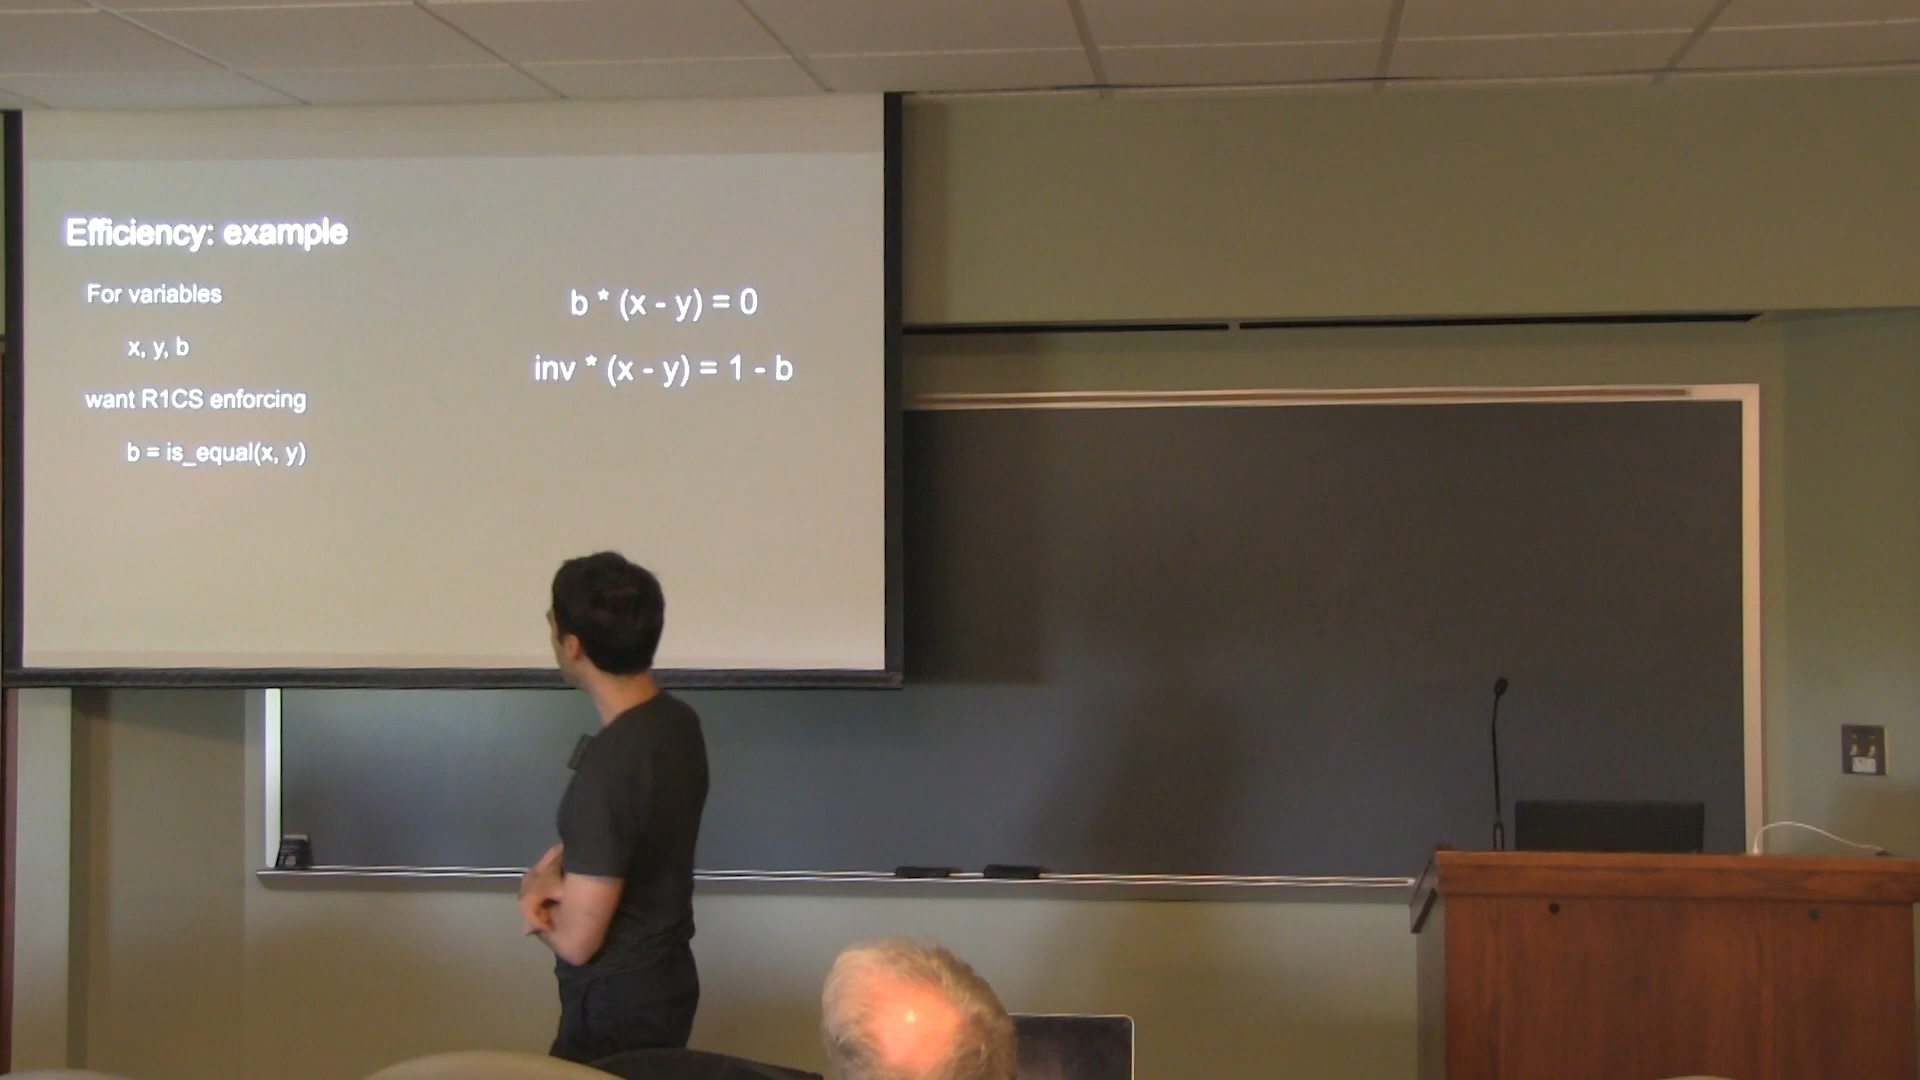 Efficiency: example
For variables
x, y, b
want R1CS enforcing
b = is_equal(x, y)
b * (x - y) = 0
inv * (x - y) = 1 - b